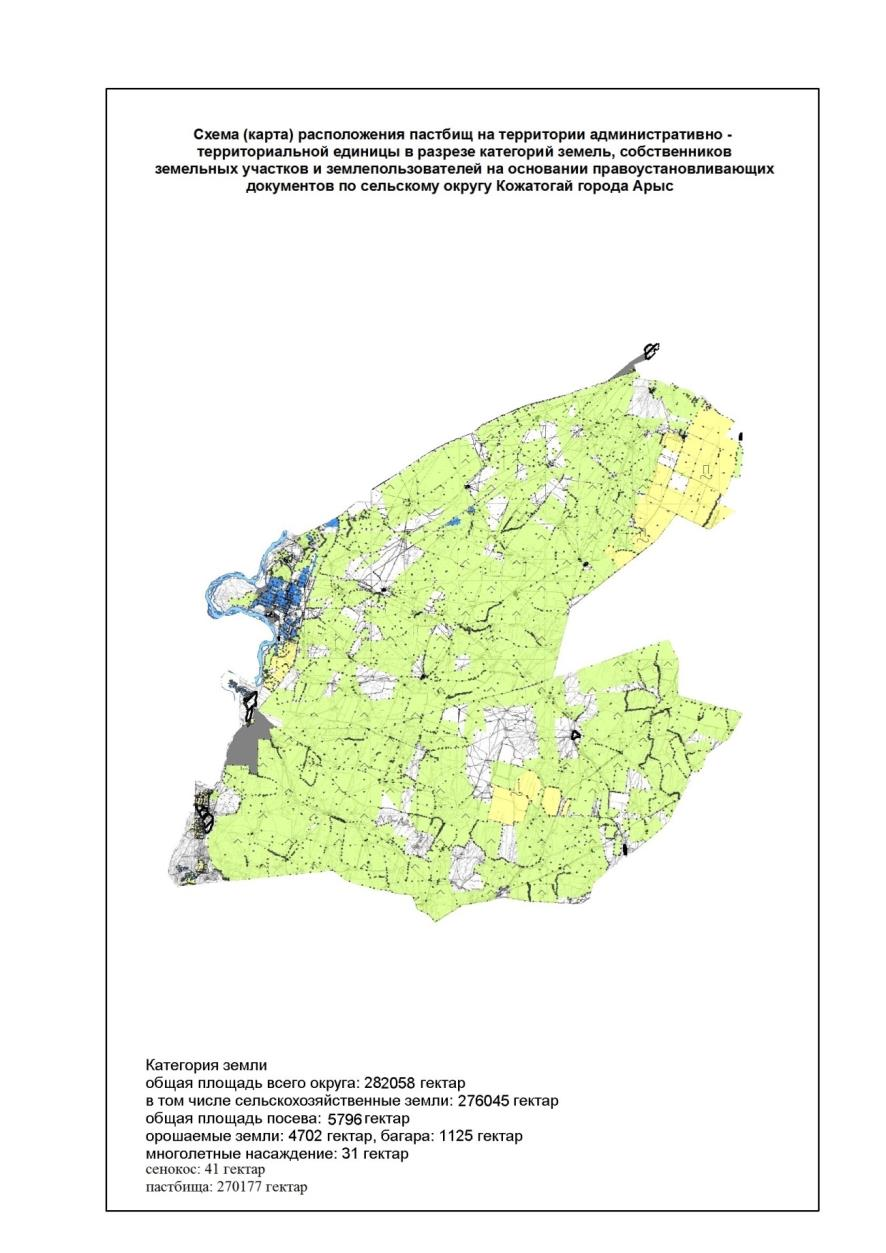 Схема (карта) расположения пастбищ на территории административно -
территориальной единицы в разрезе категорий земель, собственников
земельных участков и землепользователей на основании правоустановливающих
документов по сельскому округу Кожатогай города Арыс
Категория земли
общая площадь всего округа: 282058 гектар
в том числе сельскохозяйственные земли: 276045 гектар
общая площадь посева: 5796 гектар
орошаемые земли: 4702 гектар, багара: 1125 гектар
многолетные насаждение: 31 гектар
сенокос: 41 гектар
пастбища: 270177 гектар